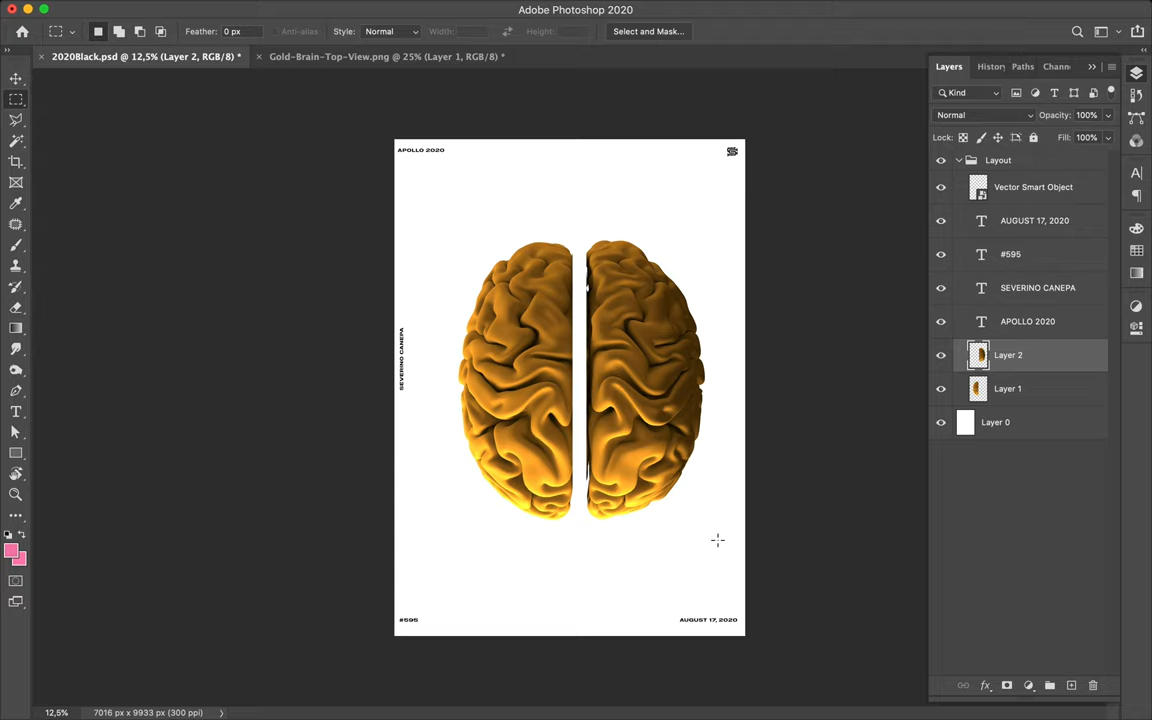 Adobe Photoshop 2020
Feather: 0 px
Anti-alias
Style: Normal
Width:
Height:
Select and Mask...
2020Black.psd @ 12,5% (Layer 2, RGB/8) *
Gold-Brain-Top-View.png @ 25% (Layer 1, RGB/8) *
Layers
History
Paths
Chann
Kind
Normal
Opacity: 100%
Lock:
Fill: 100%
Layout
Vector Smart Object
AUGUST 17, 2020
#595
SEVERINO CANEPA
APOLLO 2020
Layer 2
Layer 1
Layer 0
APOLLO 2020
SEVERINO CANEPA
#595
AUGUST 17, 2020
12,5%
7016 px x 9933 px (300 ppi)